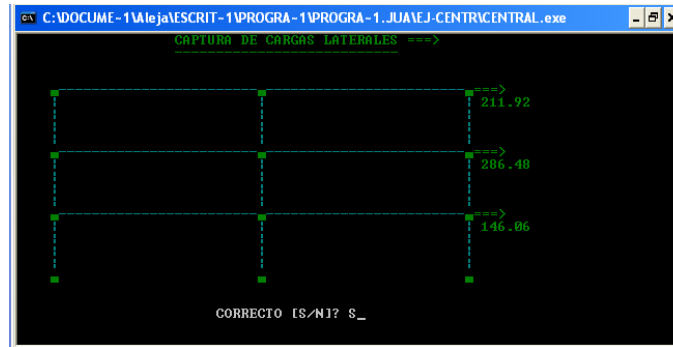 C:\DOCUME~1\Aleja\ESCRIT~1\PROGRA~1\PROGRA~1.JUA\EJ-CENTR\CENTRAL.exe
CAPTURA DE CARGAS LATERALES ===>
===>
211.92
===>
286.48
===>
146.06
CORRECTO [S/N]? S_